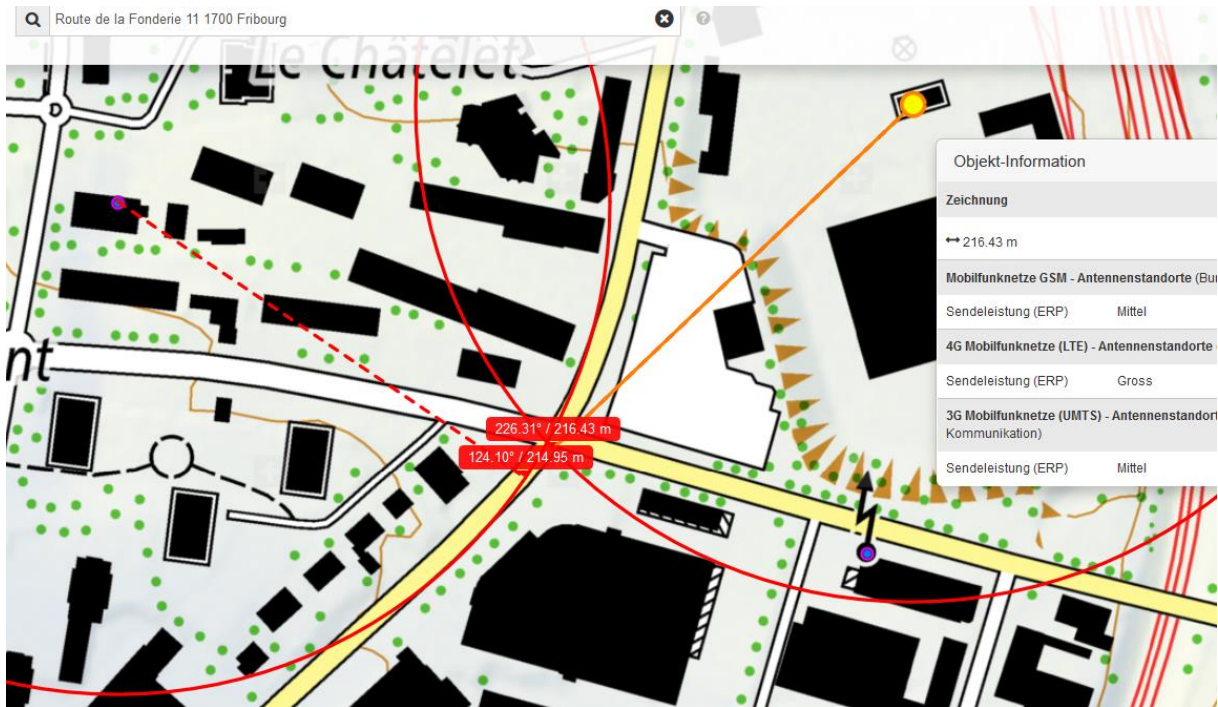 Route de la Fonderie 11 1700 Fribourg
Le Châtelet
Objekt-Information
Zeichnung
↔ 216.43 m
Mobilfunknetze GSM - Antennenstandorte (Bu
Sendeleistung (ERP) Mittel
4G Mobilfunknetze (LTE) - Antennenstandorte
Sendeleistung (ERP) Gross
3G Mobilfunknetze (UMTS) - Antennenstandort
Kommunikation)
Sendeleistung (ERP) Mittel
nt
226.31° / 216.43 m
124.10° / 214.95 m